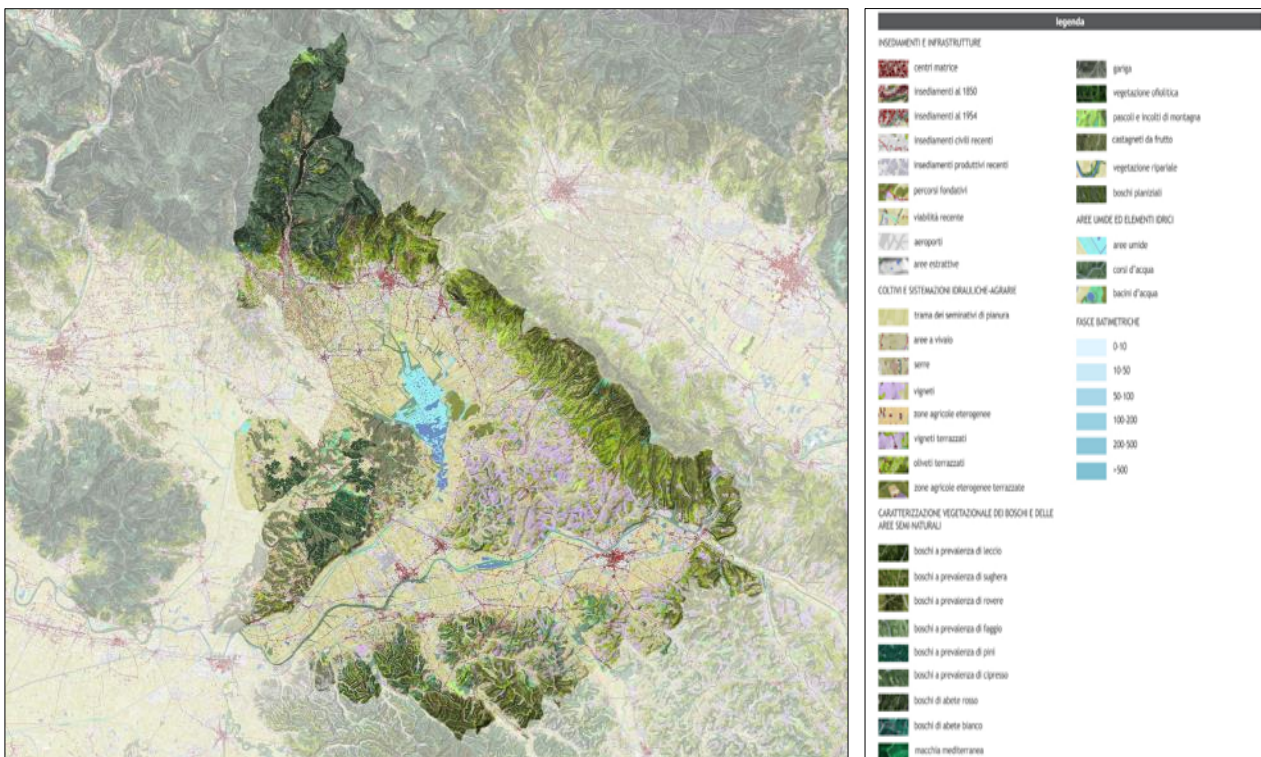 legenda
INSEDIAMENTI E INFRASTRUTTURE
centri matrice
insediamenti al 1850
insediamenti al 1954
insediamenti civili recenti
insediamenti produttivi recenti
percorsi fondativi
viabilità recente
aeroporti
aree estrattive
COLTIVI E SISTEMAZIONI IDRAULICHE-AGRARIE
trama dei seminativi di pianura
aree a vivaio
serre
vigneti
zone agricole eterogenee
vigneti terrazzati
oliveti terrazzati
zone agricole eterogenee terrazzate
CARATTERIZZAZIONE VEGETAZIONALE DEI BOSCHI E DELLE
AREE SEMI-NATURALI
boschi a prevalenza di leccio
boschi a prevalenza di sughera
boschi a prevalenza di rovere
boschi a prevalenza di faggio
boschi a prevalenza di pini
boschi a prevalenza di cipresso
boschi di abete rosso
boschi di abete bianco
macchia mediterranea
gariga
vegetazione ofiolitica
pascoli e incolti di montagna
castagneti da frutto
vegetazione ripariale
boschi planiziali
AREE UMIDE ED ELEMENTI IDRICI
aree umide
corsi d'acqua
bacini d'acqua
FASCE BATIMETRICHE
0-10
10-50
50-100
100-200
200-500
>500